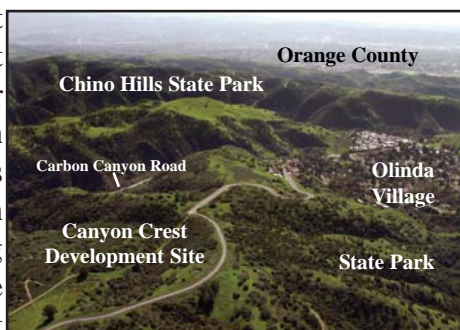 Orange County
Chino Hills State Park
Carbon Canyon Road
Olinda
Village
Canyon Crest
Development Site
State Park